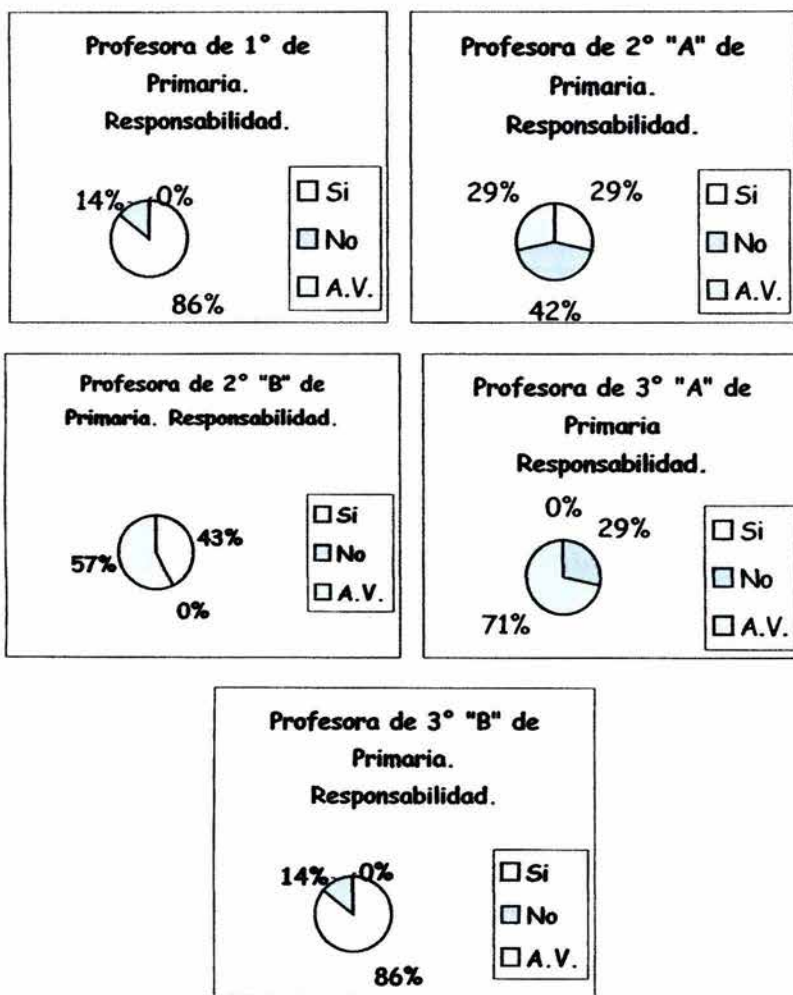 Profesora de 1° de
Primaria.
Responsabilidad.
14% 0%
86%
Si
No
A.V.
Profesora de 2° "A" de
Primaria.
Responsabilidad.
29% 29%
42%
Si
No
A.V.
Profesora de 2° "B" de
Primaria. Responsabilidad.
43%
57%
0%
Si
No
A.V.
Profesora de 3° "A" de
Primaria
Responsabilidad.
0%
29%
71%
Si
No
A.V.
Profesora de 3° "B" de
Primaria.
Responsabilidad.
14% 0%
86%
Si
No
A.V.